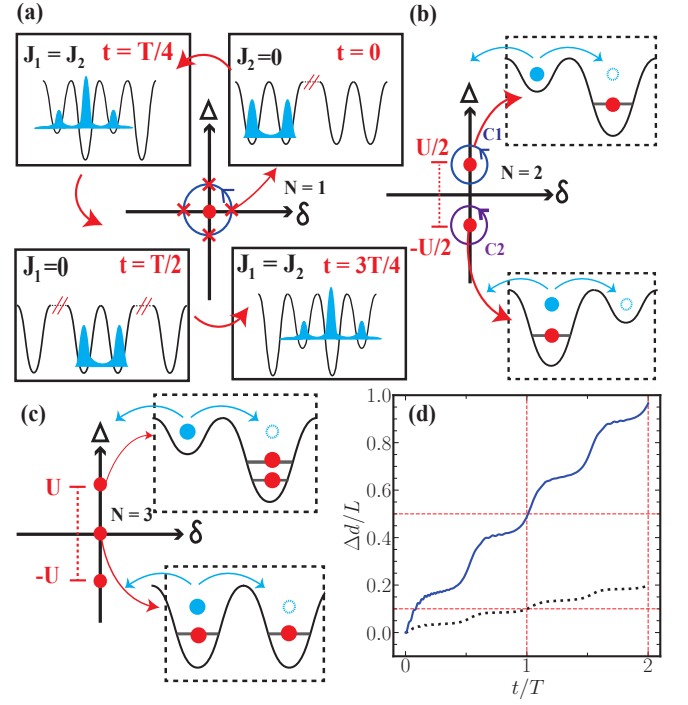 (a)
J₁ = J₂ t = T/4
J₂=0 t = 0
Δ
N = 1
δ
J₁=0 t = T/2
J₁ = J₂ t = 3T/4
(b)
Δ
U/2
C1
N = 2
δ
-U/2
C2
(c)
Δ
U
N = 3
δ
-U
(d)
1.0
0.8
0.6
0.4
0.2
0.0
Δd/L
0 1 2
t/T